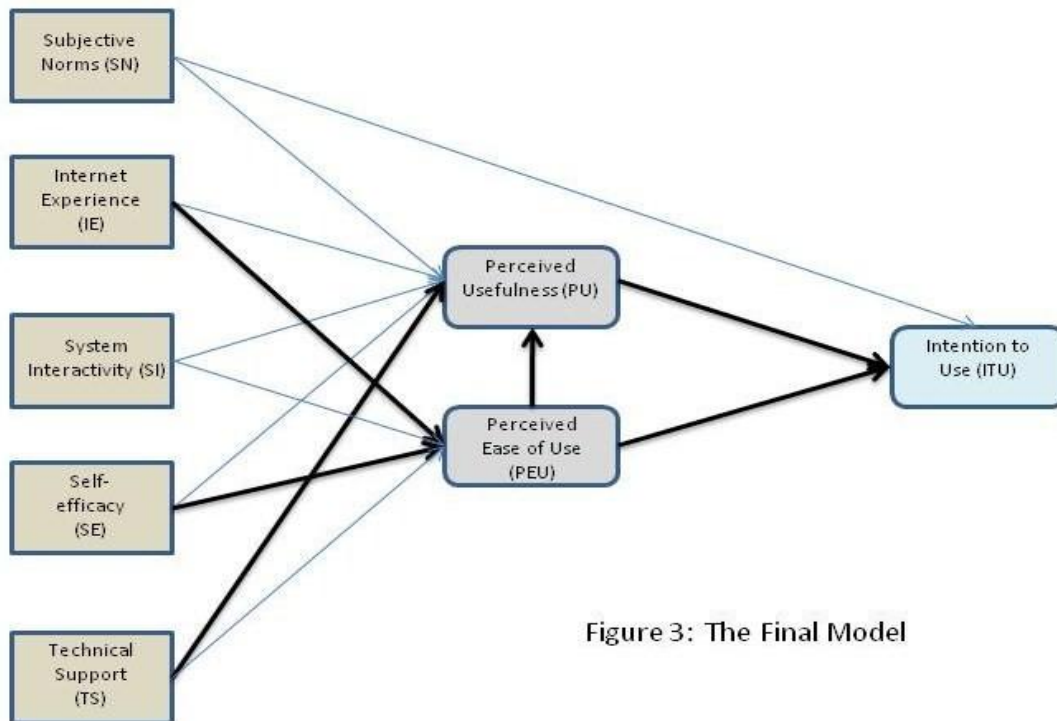 Subjective
Norms (SN)
Internet
Experience
(IE)
System
Interactivity (SI)
Self-
efficacy
(SE)
Technical
Support
(TS)
Perceived
Usefulness (PU)
Perceived
Ease of Use
(PEU)
Intention to
Use (ITU)
Figure 3: The Final Model